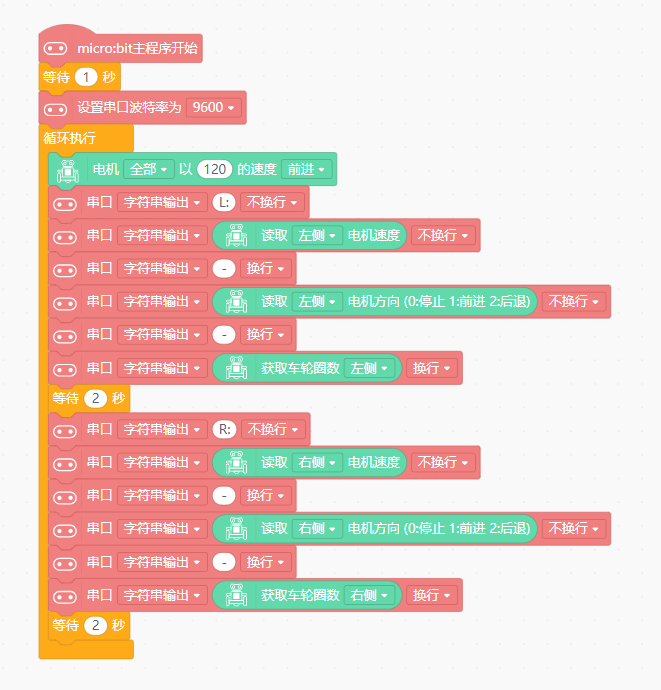 micro:bit主程序开始
等待 1 秒
设置串口波特率为 9600
循环执行
电机 全部 以 120 的速度 前进
串口 字符串输出 L: 不换行
串口 字符串输出 读取 左侧 电机速度 不换行
串口 字符串输出 - 换行
串口 字符串输出 读取 左侧 电机方向 (0:停止 1:前进 2:后退) 不换行
串口 字符串输出 - 换行
串口 字符串输出 获取车轮圈数 左侧 换行
等待 2 秒
串口 字符串输出 R: 不换行
串口 字符串输出 读取 右侧 电机速度 不换行
串口 字符串输出 - 换行
串口 字符串输出 读取 右侧 电机方向 (0:停止 1:前进 2:后退) 不换行
串口 字符串输出 - 换行
串口 字符串输出 获取车轮圈数 右侧 换行
等待 2 秒